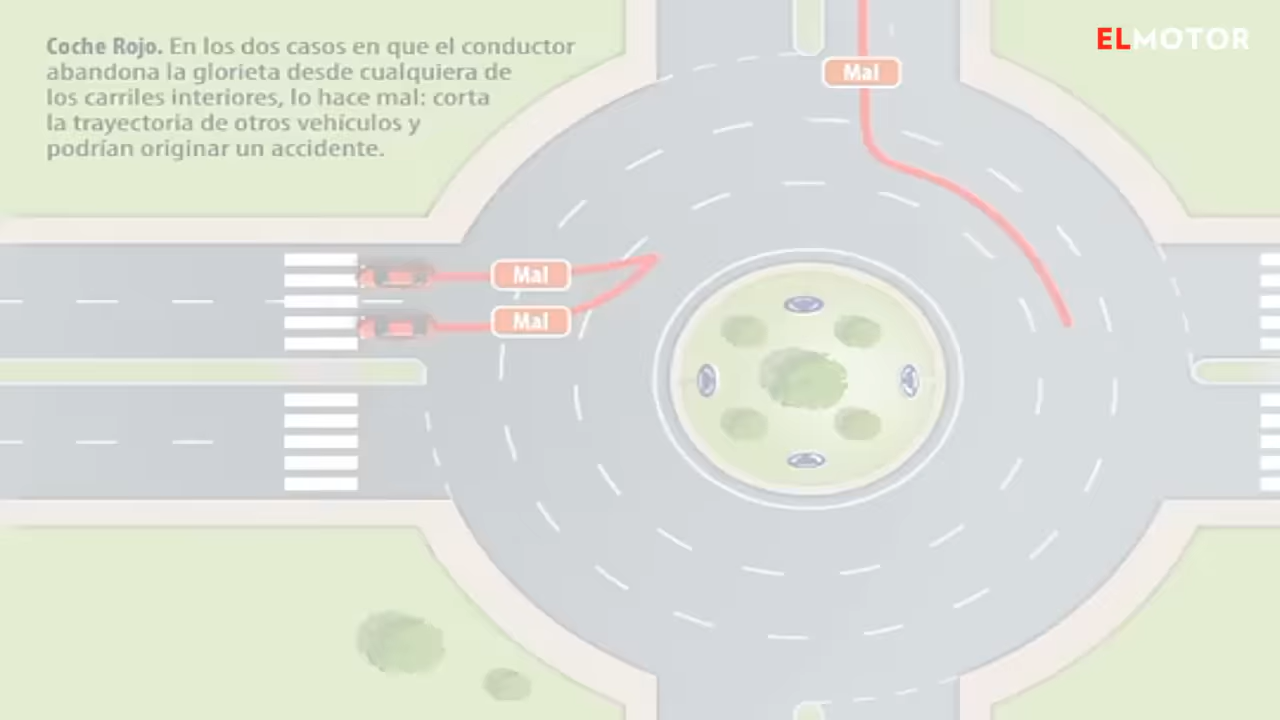 Coche Rojo. En los dos casos en que el conductor
abandona la glorieta desde cualquiera de
los carriles interiores, lo hace mal: corta
la trayectoria de otros vehículos y
podrían originar un accidente.
ELMOTOR
Mal
Mal
Mal